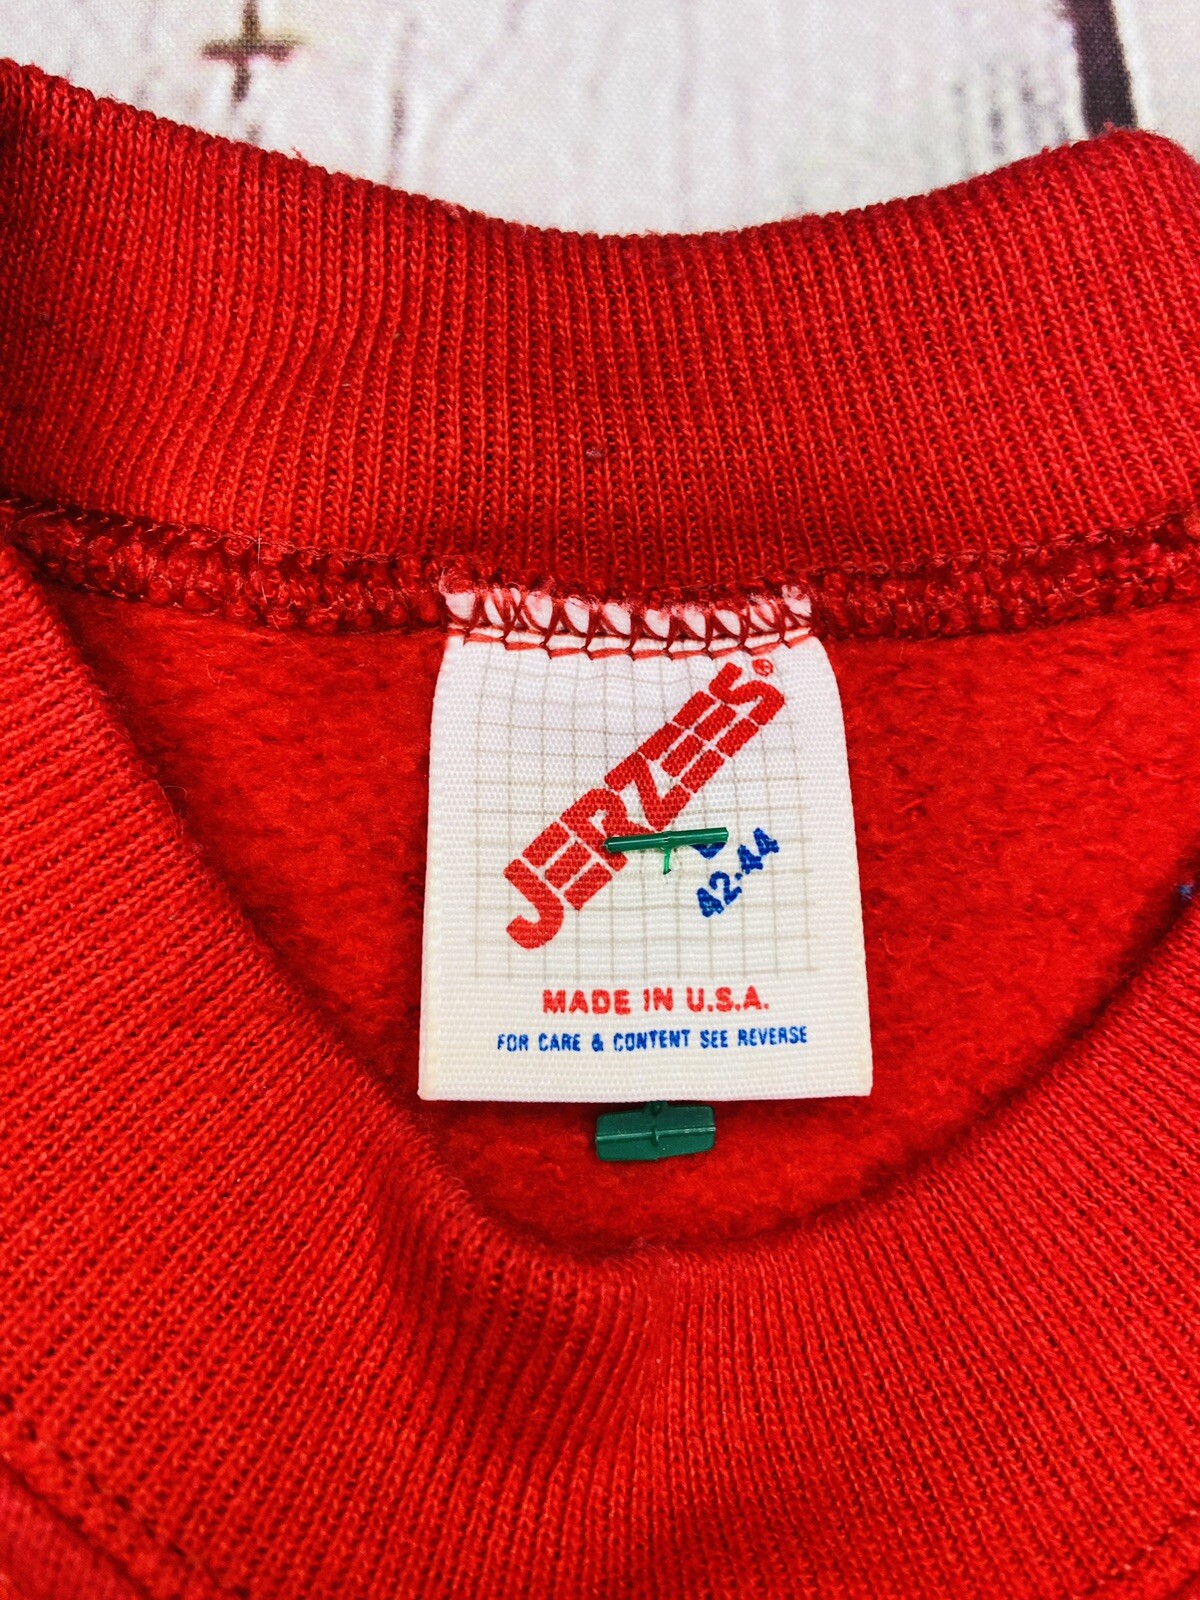 JERZEES®
42-44
MADE IN U.S.A.
FOR CARE & CONTENT SEE REVERSE